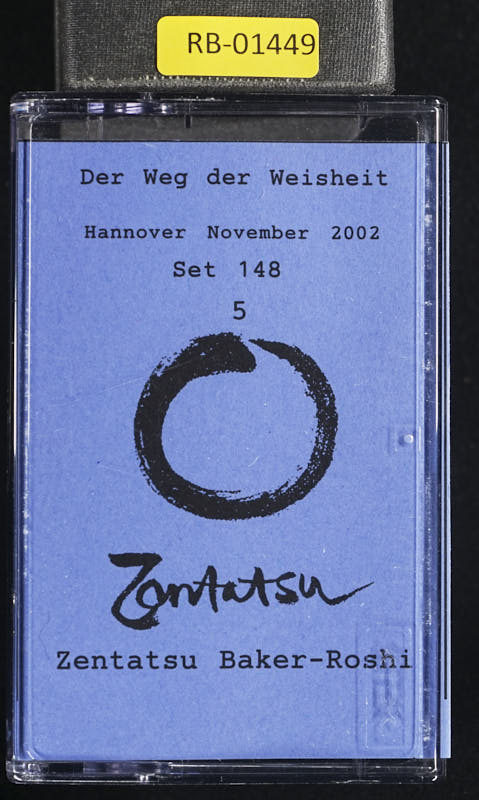 RB-01449
Der Weg der Weisheit
Hannover November 2002
Set 148
5
Zentatsu
Zentatsu Baker-Roshi